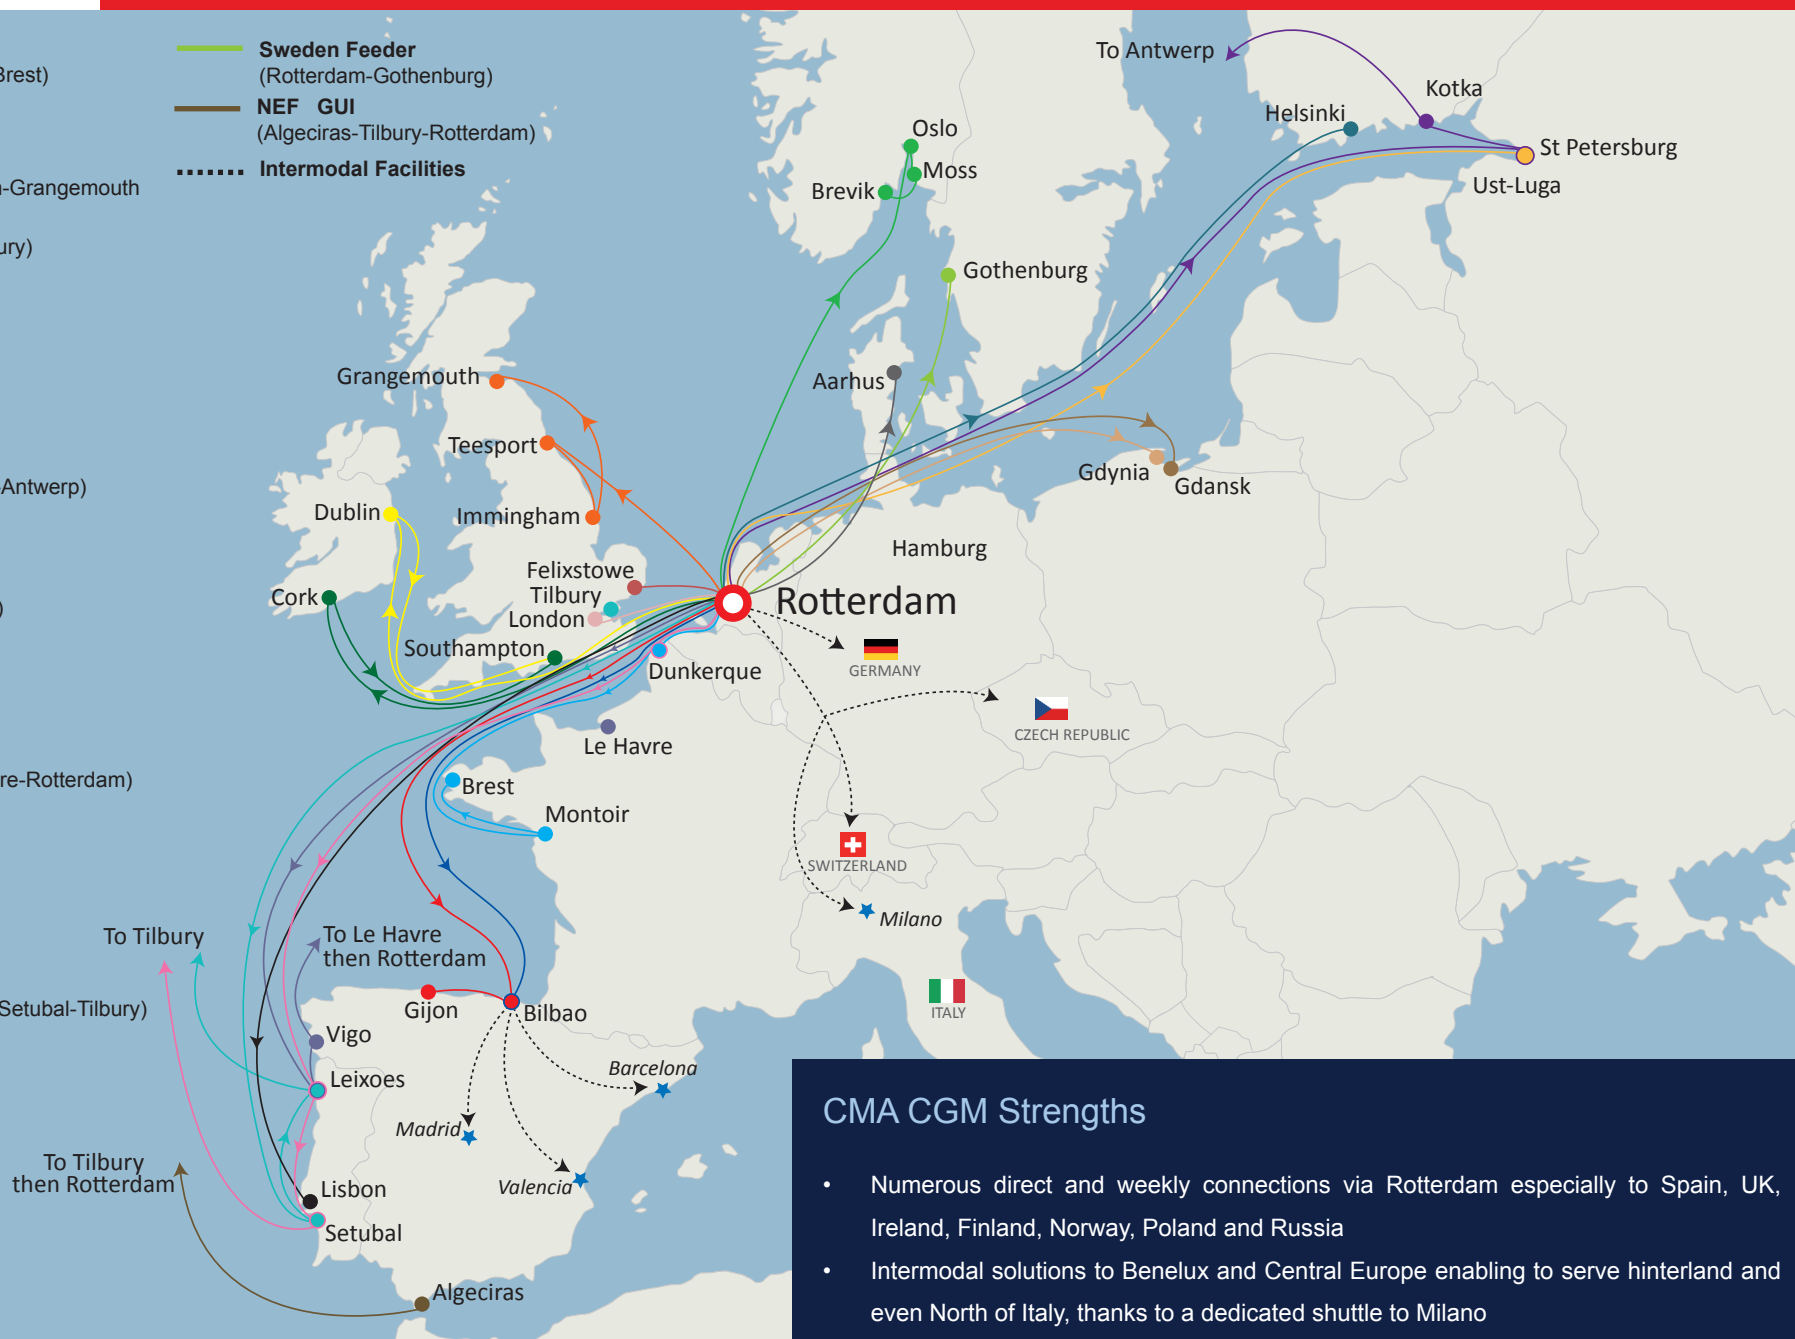 Sweden Feeder
Brest)
(Rotterdam-Gothenburg)
NEF GUI
(Algeciras-Tilbury-Rotterdam)
Intermodal Facilities
-Grangemouth
ury)
-Antwerp)
)
re-Rotterdam)
Setubal-Tilbury)
To Antwerp
Kotka
Helsinki
St Petersburg
Ust-Luga
Oslo
Moss
Brevik
Gothenburg
Aarhus
Grangemouth
Teesport
Immingham
Dublin
Cork
Felixstowe
Tilbury
London
Southampton
Gdynia
Gdansk
Hamburg
Rotterdam
Dunkerque
GERMANY
CZECH REPUBLIC
Le Havre
Brest
Montoir
SWITZERLAND
Milano
ITALY
To Tilbury
To Le Havre
then Rotterdam
Gijon
Bilbao
Vigo
Leixoes
Barcelona
Madrid
Valencia
To Tilbury
then Rotterdam
Lisbon
Setubal
Algeciras
CMA CGM Strengths
• Numerous direct and weekly connections via Rotterdam especially to Spain, UK,
Ireland, Finland, Norway, Poland and Russia
• Intermodal solutions to Benelux and Central Europe enabling to serve hinterland and
even North of Italy, thanks to a dedicated shuttle to Milano